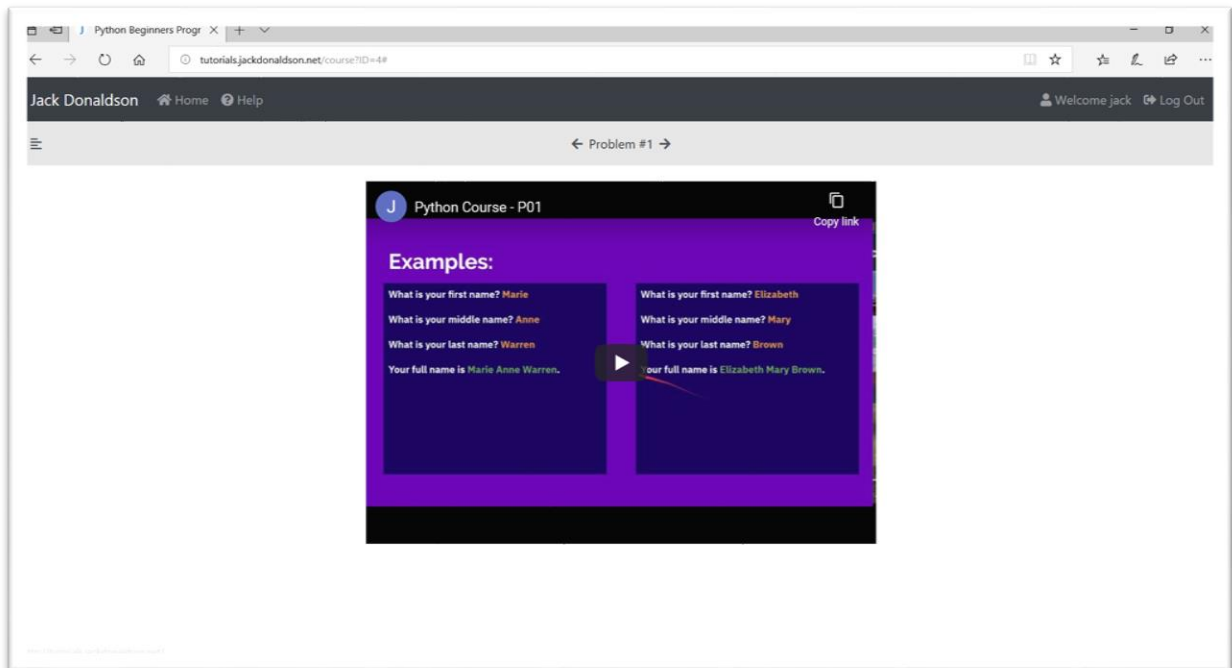 J Python Beginners Progr
tutorials.jackdonaldson.net/course?ID=4#
Jack Donaldson Home Help Welcome jack Log Out
Problem #1
J Python Course - P01
Copy link
Examples:
What is your first name? Marie
What is your middle name? Anne
What is your last name? Warren
Your full name is Marie Anne Warren.
What is your first name? Elizabeth
What is your middle name? Mary
What is your last name? Brown
Your full name is Elizabeth Mary Brown.